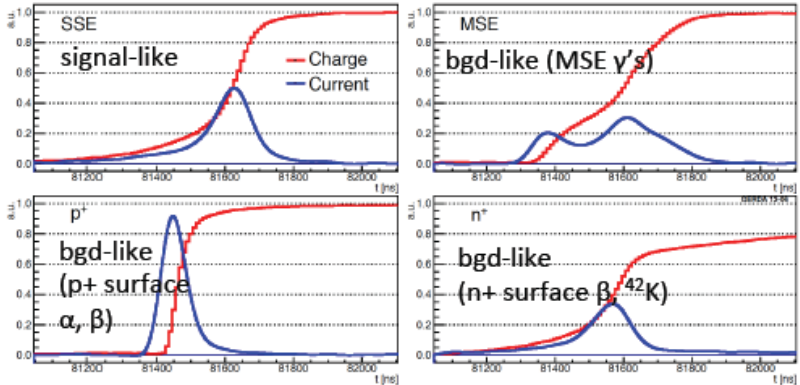 SSE
signal-like
Charge
Current
a.u.
1.0
0.8
0.6
0.4
0.2
0.0
81200 81400 81600 81800 82000
t [ns]
MSE
bgd-like (MSE γ's)
a.u.
1.0
0.8
0.6
0.4
0.2
0.0
81200 81400 81600 81800 82000
t [ns]
p+
bgd-like
(p+ surface
α, β)
a.u.
1.0
0.8
0.6
0.4
0.2
0.0
81200 81400 81600 81800 82000
t [ns]
n+
bgd-like
(n+ surface β, ⁴²K)
a.u.
1.0
0.8
0.6
0.4
0.2
0.0
81200 81400 81600 81800 82000
t [ns]